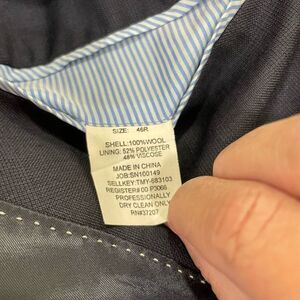 SIZE: 46R
SHELL:100%WOOL
LINING: 52% POLYESTER
48% VISCOSE
MADE IN CHINA
JOB:SN100149
SELLKEY:TMY-683103
REGISTER# 00 P3066
PROFESSIONALLY
DRY CLEAN ONLY
RN#37207